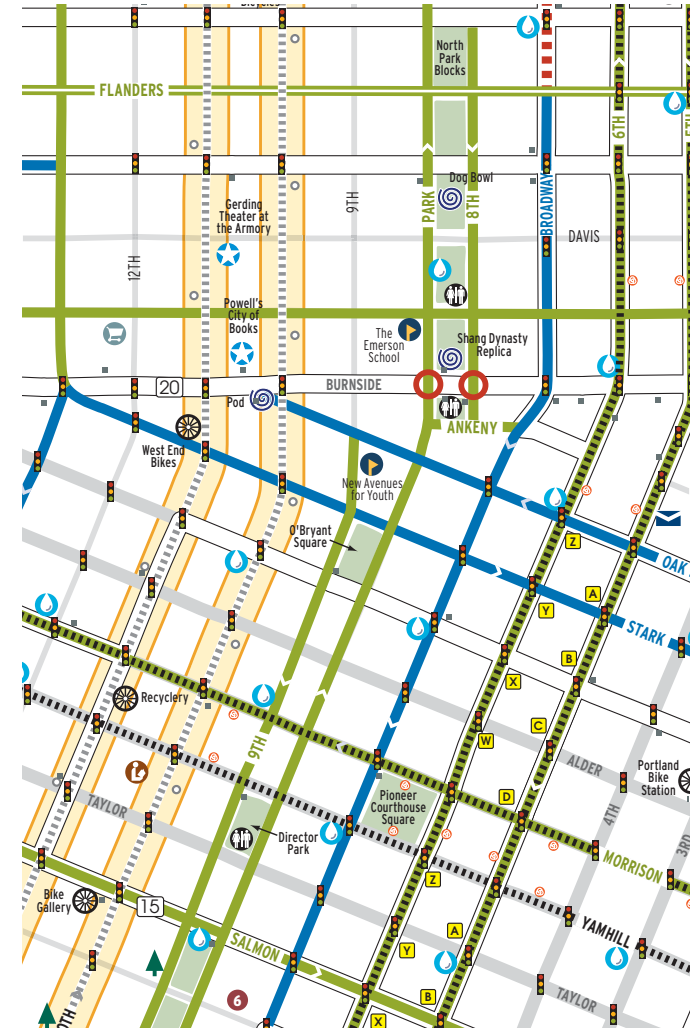 Bicycles
North
Park
Blocks
FLANDERS
6TH
5TH
Dog Bowl
Gerding
Theater at
the Armory
9TH
PARK
8TH
BROADWAY
DAVIS
12TH
Powell's
City of
Books
The
Emerson
School
Shang Dynasty
Replica
20
BURNSIDE
Pod
ANKENY
West End
Bikes
New Avenues
for Youth
O'Bryant
Square
Z
OAK
A
Y
STARK
B
X
Recyclery
C
W
9TH
ALDER
Portland
Bike
Station
D
Pioneer
Courthouse
Square
TAYLOR
4TH
3RD
Director
Park
MORRISON
Z
Bike
Gallery
15
YAMHILL
SALMON
A
Y
TAYLOR
B
6
X
10TH